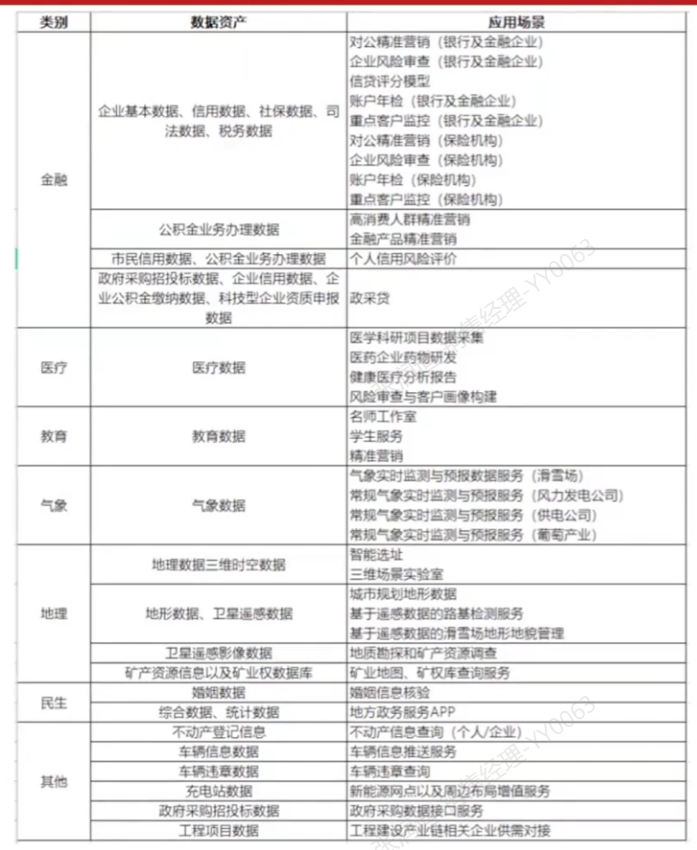 类别 数据资产 应用场景
金融
企业基本数据、信用数据、社保数据、司
法数据、税务数据
对公精准营销（银行及金融企业）
企业风险审查（银行及金融企业）
信贷评分模型
账户年检（银行及金融企业）
重点客户监控（银行及金融企业）
对公精准营销（保险机构）
企业风险审查（保险机构）
账户年检（保险机构）
重点客户监控（保险机构）
公积金业务办理数据
高消费人群精准营销
金融产品精准营销
市民信用数据、公积金业务办理数据 个人信用风险评价
政府采购招投标数据、企业信用数据、企
业公积金缴纳数据、科技型企业资质申报
数据
政采贷
医疗
医疗数据
医学科研项目数据采集
医药企业药物研发
健康医疗分析报告
风险审查与客户画像构建
教育
教育数据
名师工作室
学生服务
精准营销
气象
气象数据
气象实时监测与预报数据服务（滑雪场）
常规气象实时监测与预报服务（风力发电公司）
常规气象实时监测与预报服务（供电公司）
常规气象实时监测与预报服务（葡萄产业）
地理
地理数据三维时空数据
智能选址
三维场景实验室
地形数据、卫星遥感数据
城市规划地形数据
基于遥感数据的路基检测服务
基于遥感数据的滑雪场地形地貌管理
卫星遥感影像数据 地质勘探和矿产资源调查
矿产资源信息以及矿业权数据库 矿业地图、矿权库查询服务
民生
婚姻数据 婚姻信息核验
综合数据、统计数据 地方政务服务APP
其他
不动产登记信息 不动产信息查询（个人/企业）
车辆信息数据 车辆信息推送服务
车辆违章数据 车辆违章查询
充电站数据 新能源网点以及周边布局增值服务
政府采购招投标数据 政府采购数据接口服务
工程项目数据 工程建设产业链相关企业供需对接
经理-YY0063
经理-YY0063